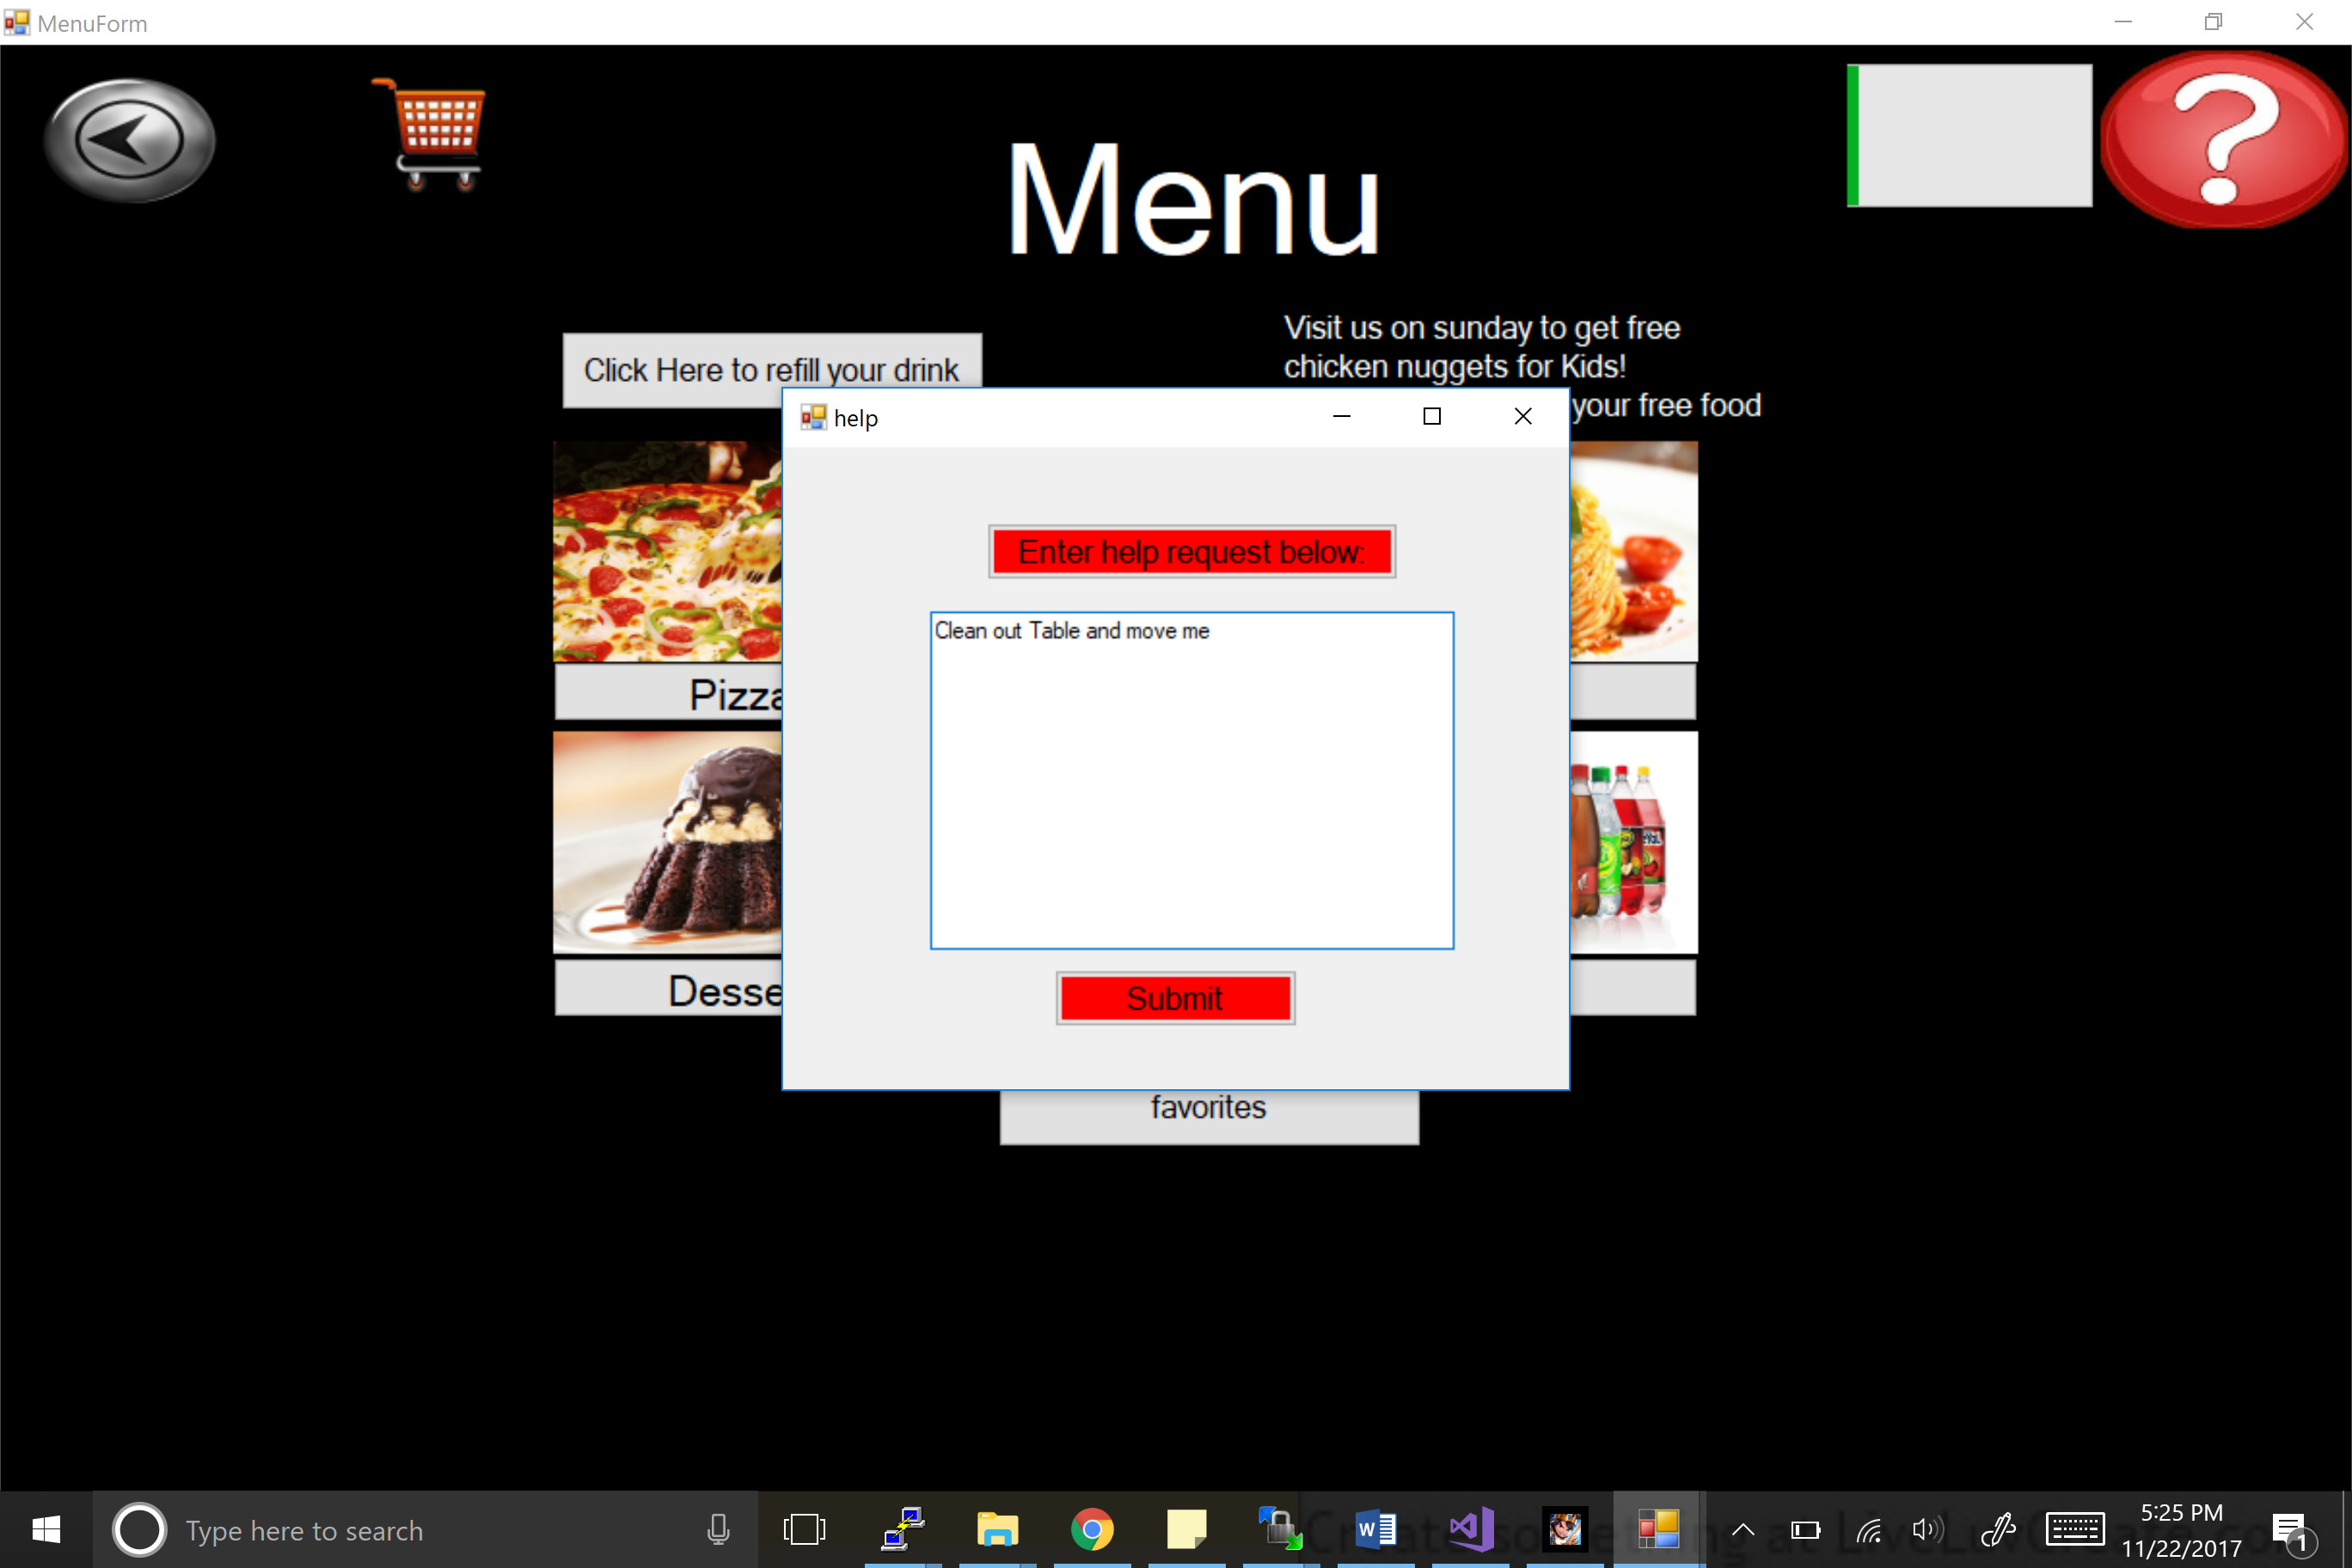 MenuForm
Menu
Visit us on sunday to get free
chicken nuggets for Kids!
your free food
Click Here to refill your drink
help
Enter help request below:
Clean out Table and move me
Submit
Pizza
Desse
favorites
Type here to search
5:25 PM
11/22/2017
1